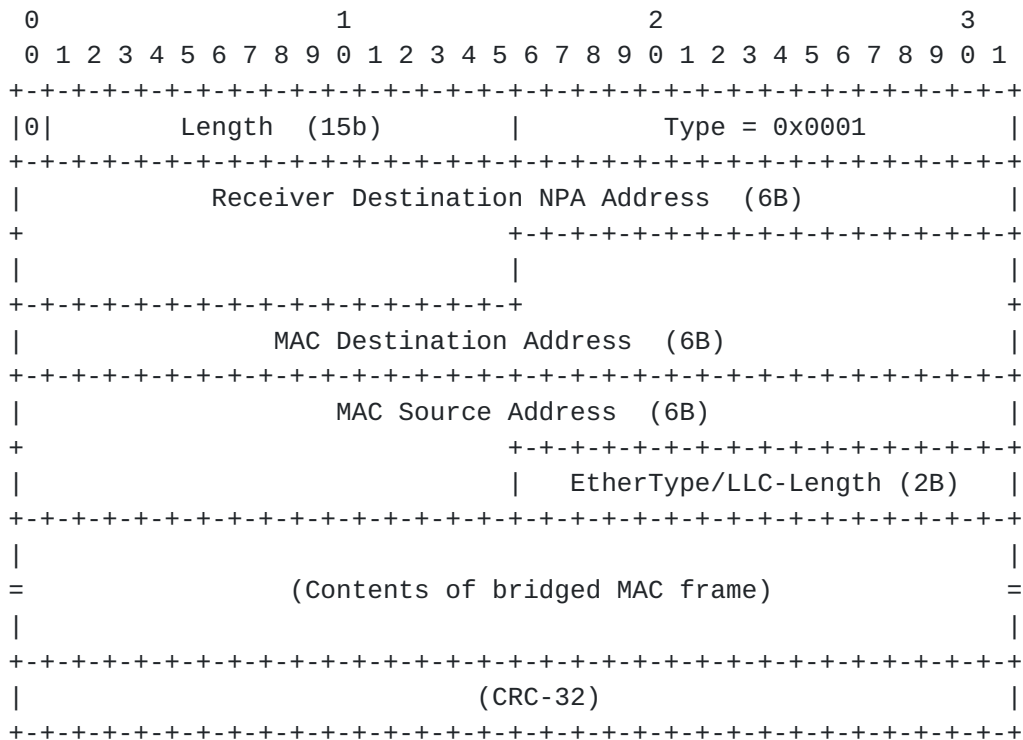 0                   1                   2                   3
 0 1 2 3 4 5 6 7 8 9 0 1 2 3 4 5 6 7 8 9 0 1 2 3 4 5 6 7 8 9 0 1
+-+-+-+-+-+-+-+-+-+-+-+-+-+-+-+-+-+-+-+-+-+-+-+-+-+-+-+-+-+-+-+-+
|0|        Length  (15b)        |         Type = 0x0001         |
+-+-+-+-+-+-+-+-+-+-+-+-+-+-+-+-+-+-+-+-+-+-+-+-+-+-+-+-+-+-+-+-+
|            Receiver Destination NPA Address  (6B)             |
+                               +-+-+-+-+-+-+-+-+-+-+-+-+-+-+-+-+
|                               |                               |
+-+-+-+-+-+-+-+-+-+-+-+-+-+-+-+-+                               +
|                MAC Destination Address  (6B)                  |
+-+-+-+-+-+-+-+-+-+-+-+-+-+-+-+-+-+-+-+-+-+-+-+-+-+-+-+-+-+-+-+-+
|                    MAC Source Address  (6B)                   |
+                               +-+-+-+-+-+-+-+-+-+-+-+-+-+-+-+-+
|                               |   EtherType/LLC-Length (2B)   |
+-+-+-+-+-+-+-+-+-+-+-+-+-+-+-+-+-+-+-+-+-+-+-+-+-+-+-+-+-+-+-+-+
|                                                               |
=                 (Contents of bridged MAC frame)               =
|                                                               |
+-+-+-+-+-+-+-+-+-+-+-+-+-+-+-+-+-+-+-+-+-+-+-+-+-+-+-+-+-+-+-+-+
|                             (CRC-32)                          |
+-+-+-+-+-+-+-+-+-+-+-+-+-+-+-+-+-+-+-+-+-+-+-+-+-+-+-+-+-+-+-+-+